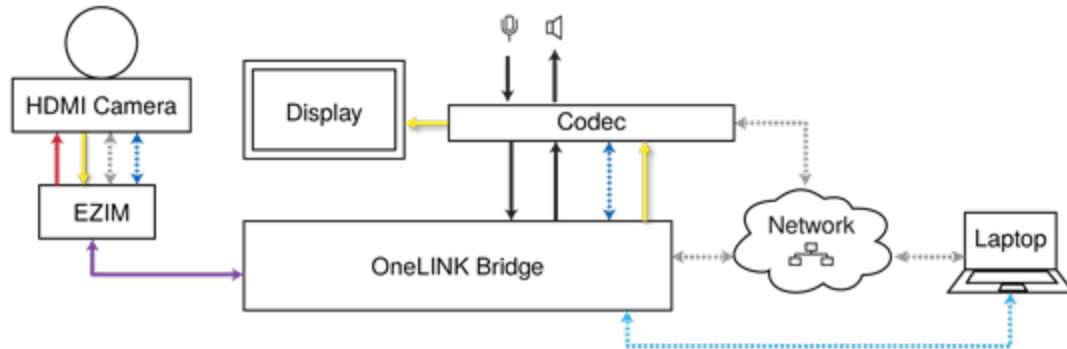 HDMI Camera
EZIM
Display
Codec
OneLINK Bridge
Network
Laptop